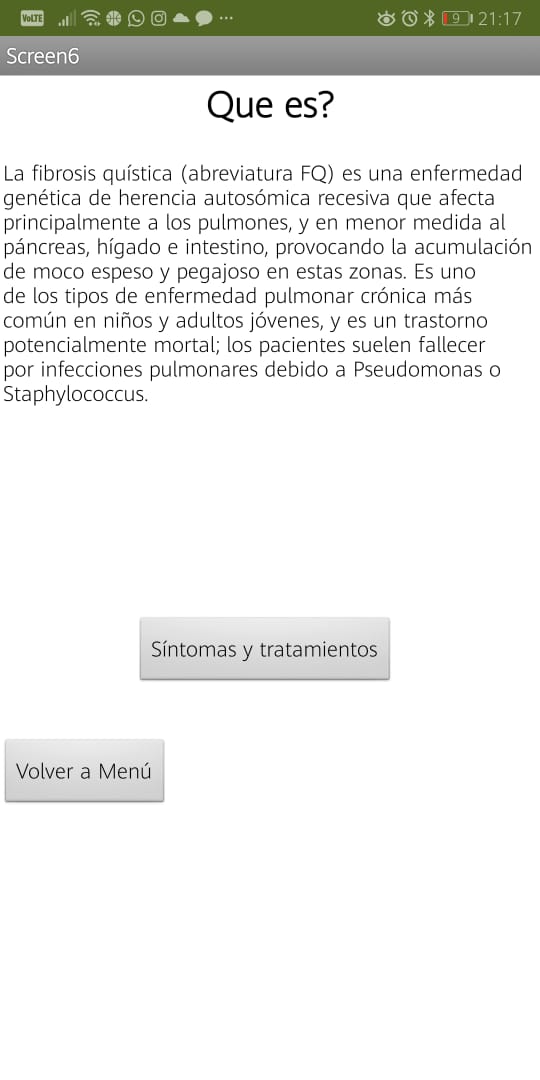 VoLTE
9
21:17
Screen6
Que es?
La fibrosis quística (abreviatura FQ) es una enfermedad
genética de herencia autosómica recesiva que afecta
principalmente a los pulmones, y en menor medida al
páncreas, hígado e intestino, provocando la acumulación
de moco espeso y pegajoso en estas zonas. Es uno
de los tipos de enfermedad pulmonar crónica más
común en niños y adultos jóvenes, y es un trastorno
potencialmente mortal; los pacientes suelen fallecer
por infecciones pulmonares debido a Pseudomonas o
Staphylococcus.
Síntomas y tratamientos
Volver a Menú